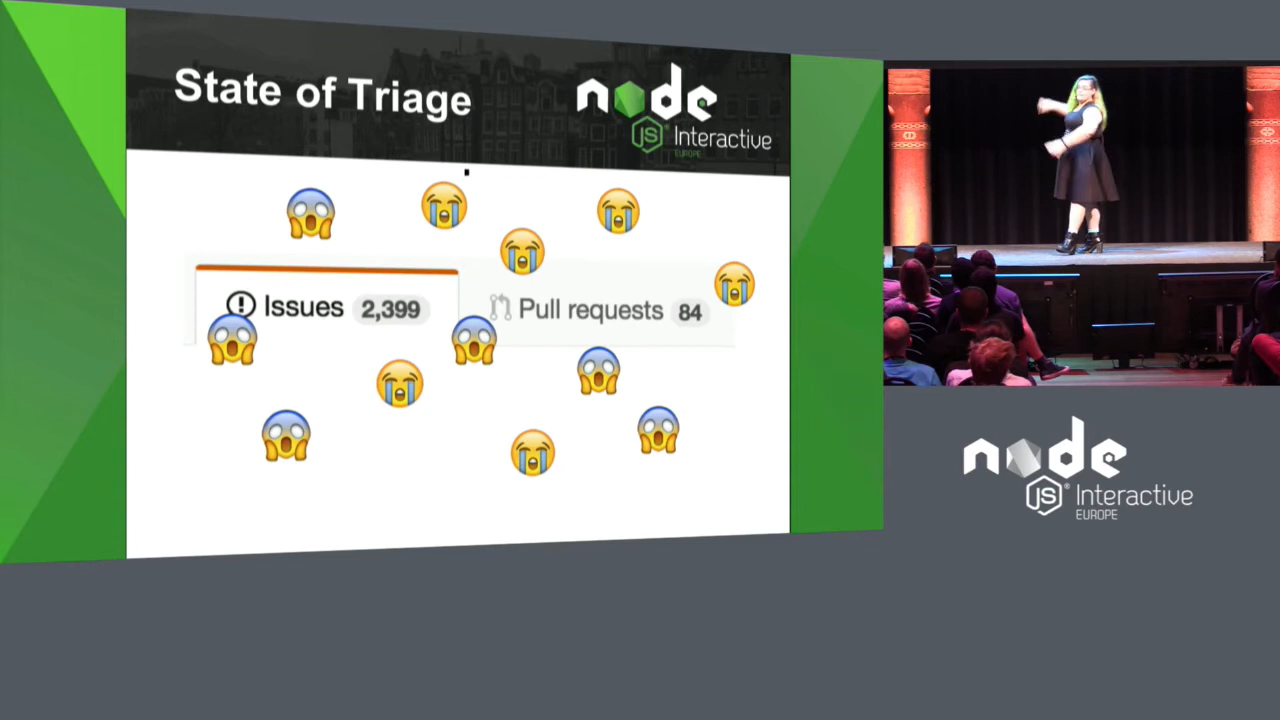 State of Triage
node
JS® Interactive
EUROPE
Issues 2,399
Pull requests 84
node
JS® Interactive
EUROPE